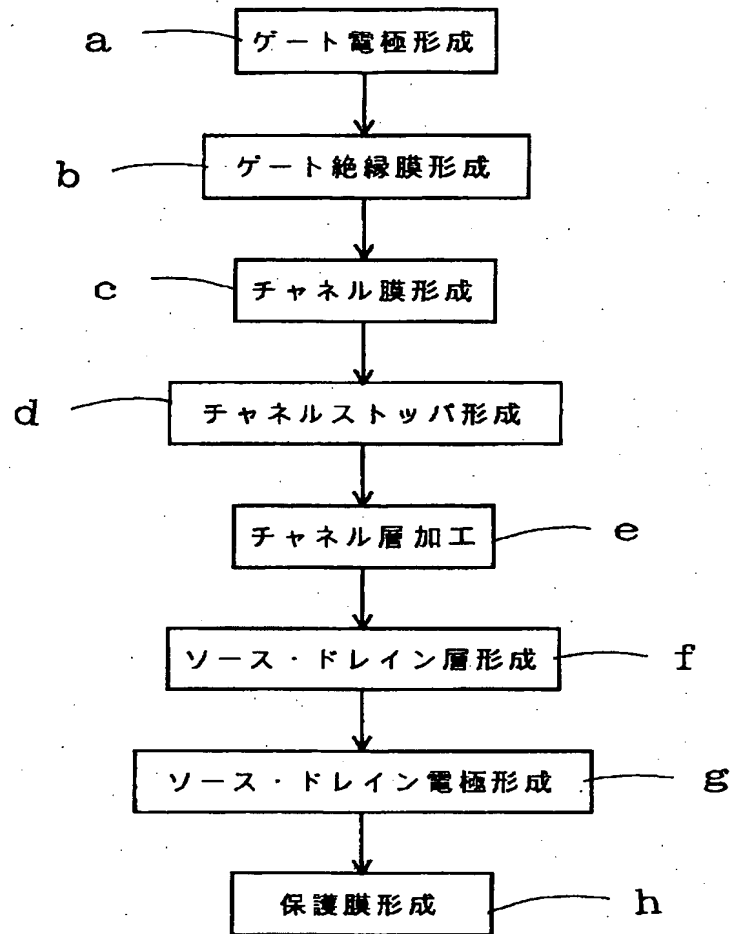 a ゲート電極形成
b ゲート絶縁膜形成
c チャネル膜形成
d チャネルストッパ形成
チャネル層加工 e
ソース・ドレイン層形成 f
ソース・ドレイン電極形成 g
保護膜形成 h